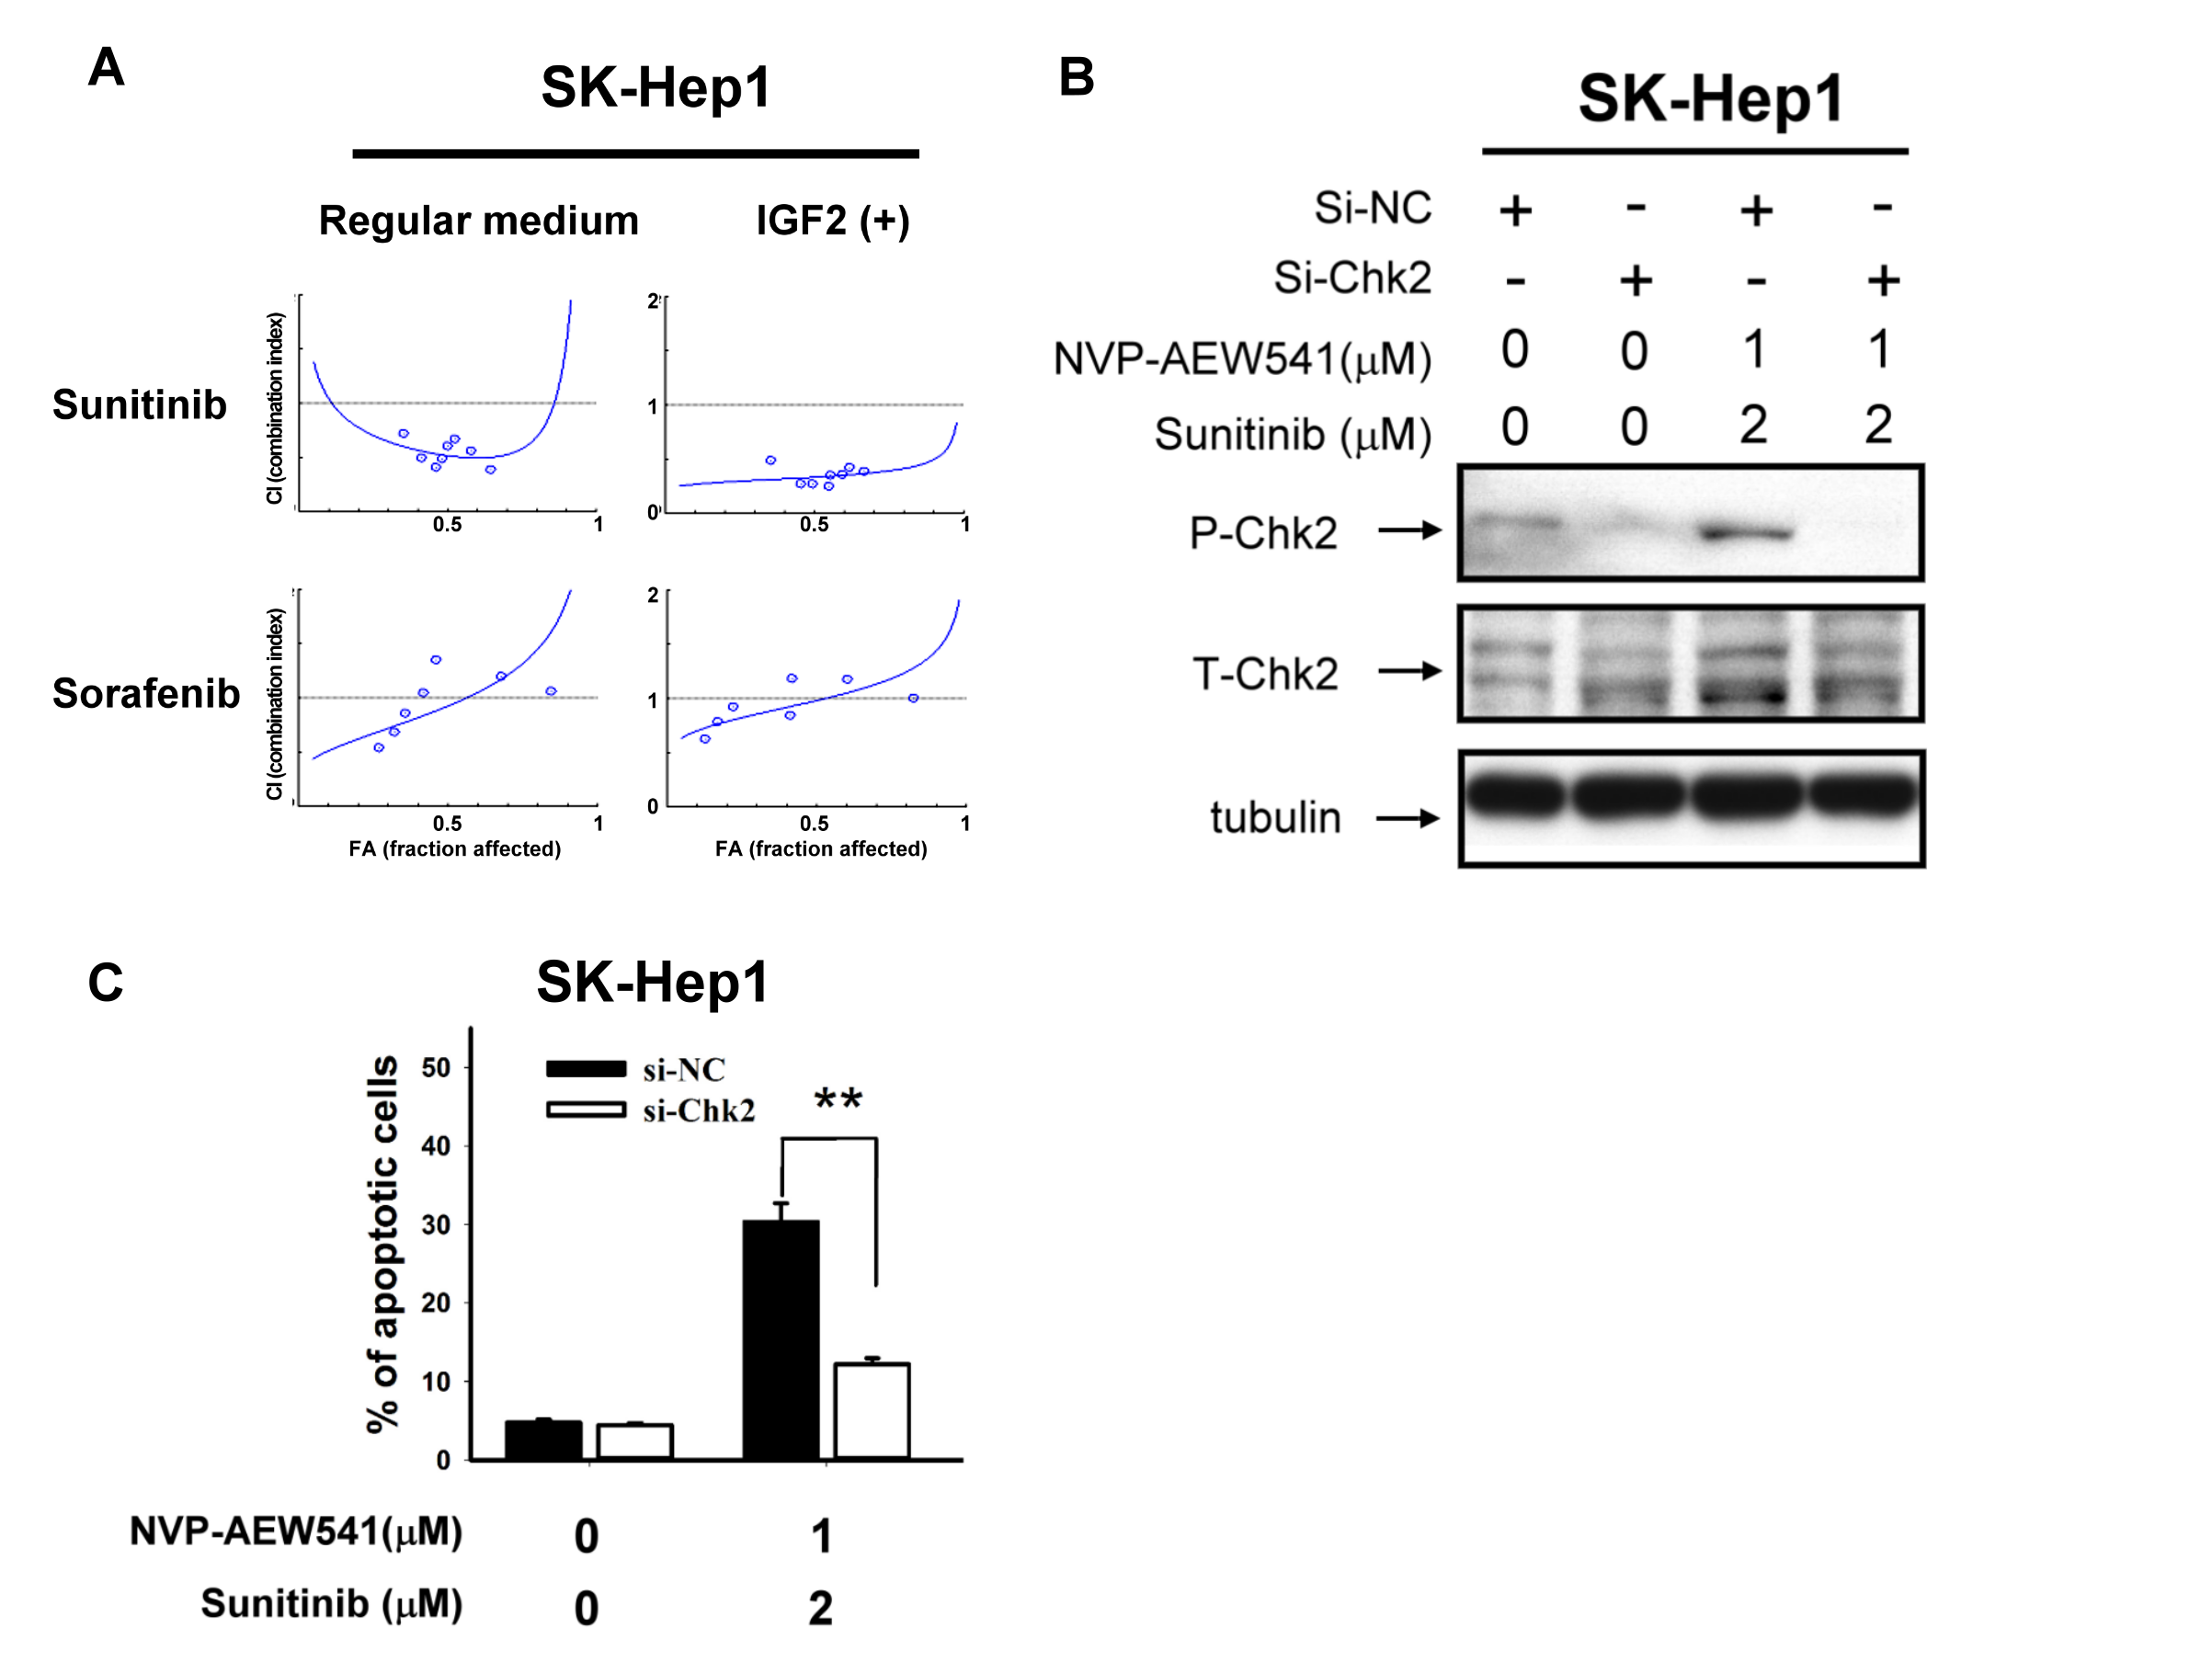 A
SK-Hep1
Regular medium
IGF2 (+)
Sunitinib
CI (combination index)
0.5
1
2
1
0
0.5
1
Sorafenib
CI (combination index)
0.5
1
FA (fraction affected)
2
1
0
0.5
1
FA (fraction affected)
B
SK-Hep1
Si-NC + - + -
Si-Chk2 - + - +
NVP-AEW541(μM) 0 0 1 1
Sunitinib (μM) 0 0 2 2
P-Chk2
T-Chk2
tubulin
C
SK-Hep1
% of apoptotic cells
50
40
30
20
10
0
si-NC
si-Chk2
**
NVP-AEW541(μM) 0 1
Sunitinib (μM) 0 2